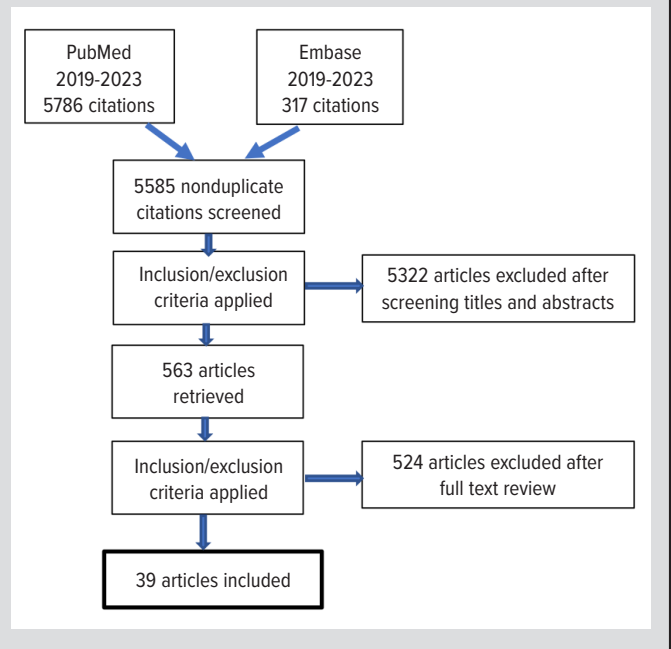 PubMed
2019-2023
5786 citations
Embase
2019-2023
317 citations
5585 nonduplicate
citations screened
Inclusion/exclusion
criteria applied
5322 articles excluded after
screening titles and abstracts
563 articles
retrieved
Inclusion/exclusion
criteria applied
524 articles excluded after
full text review
39 articles included